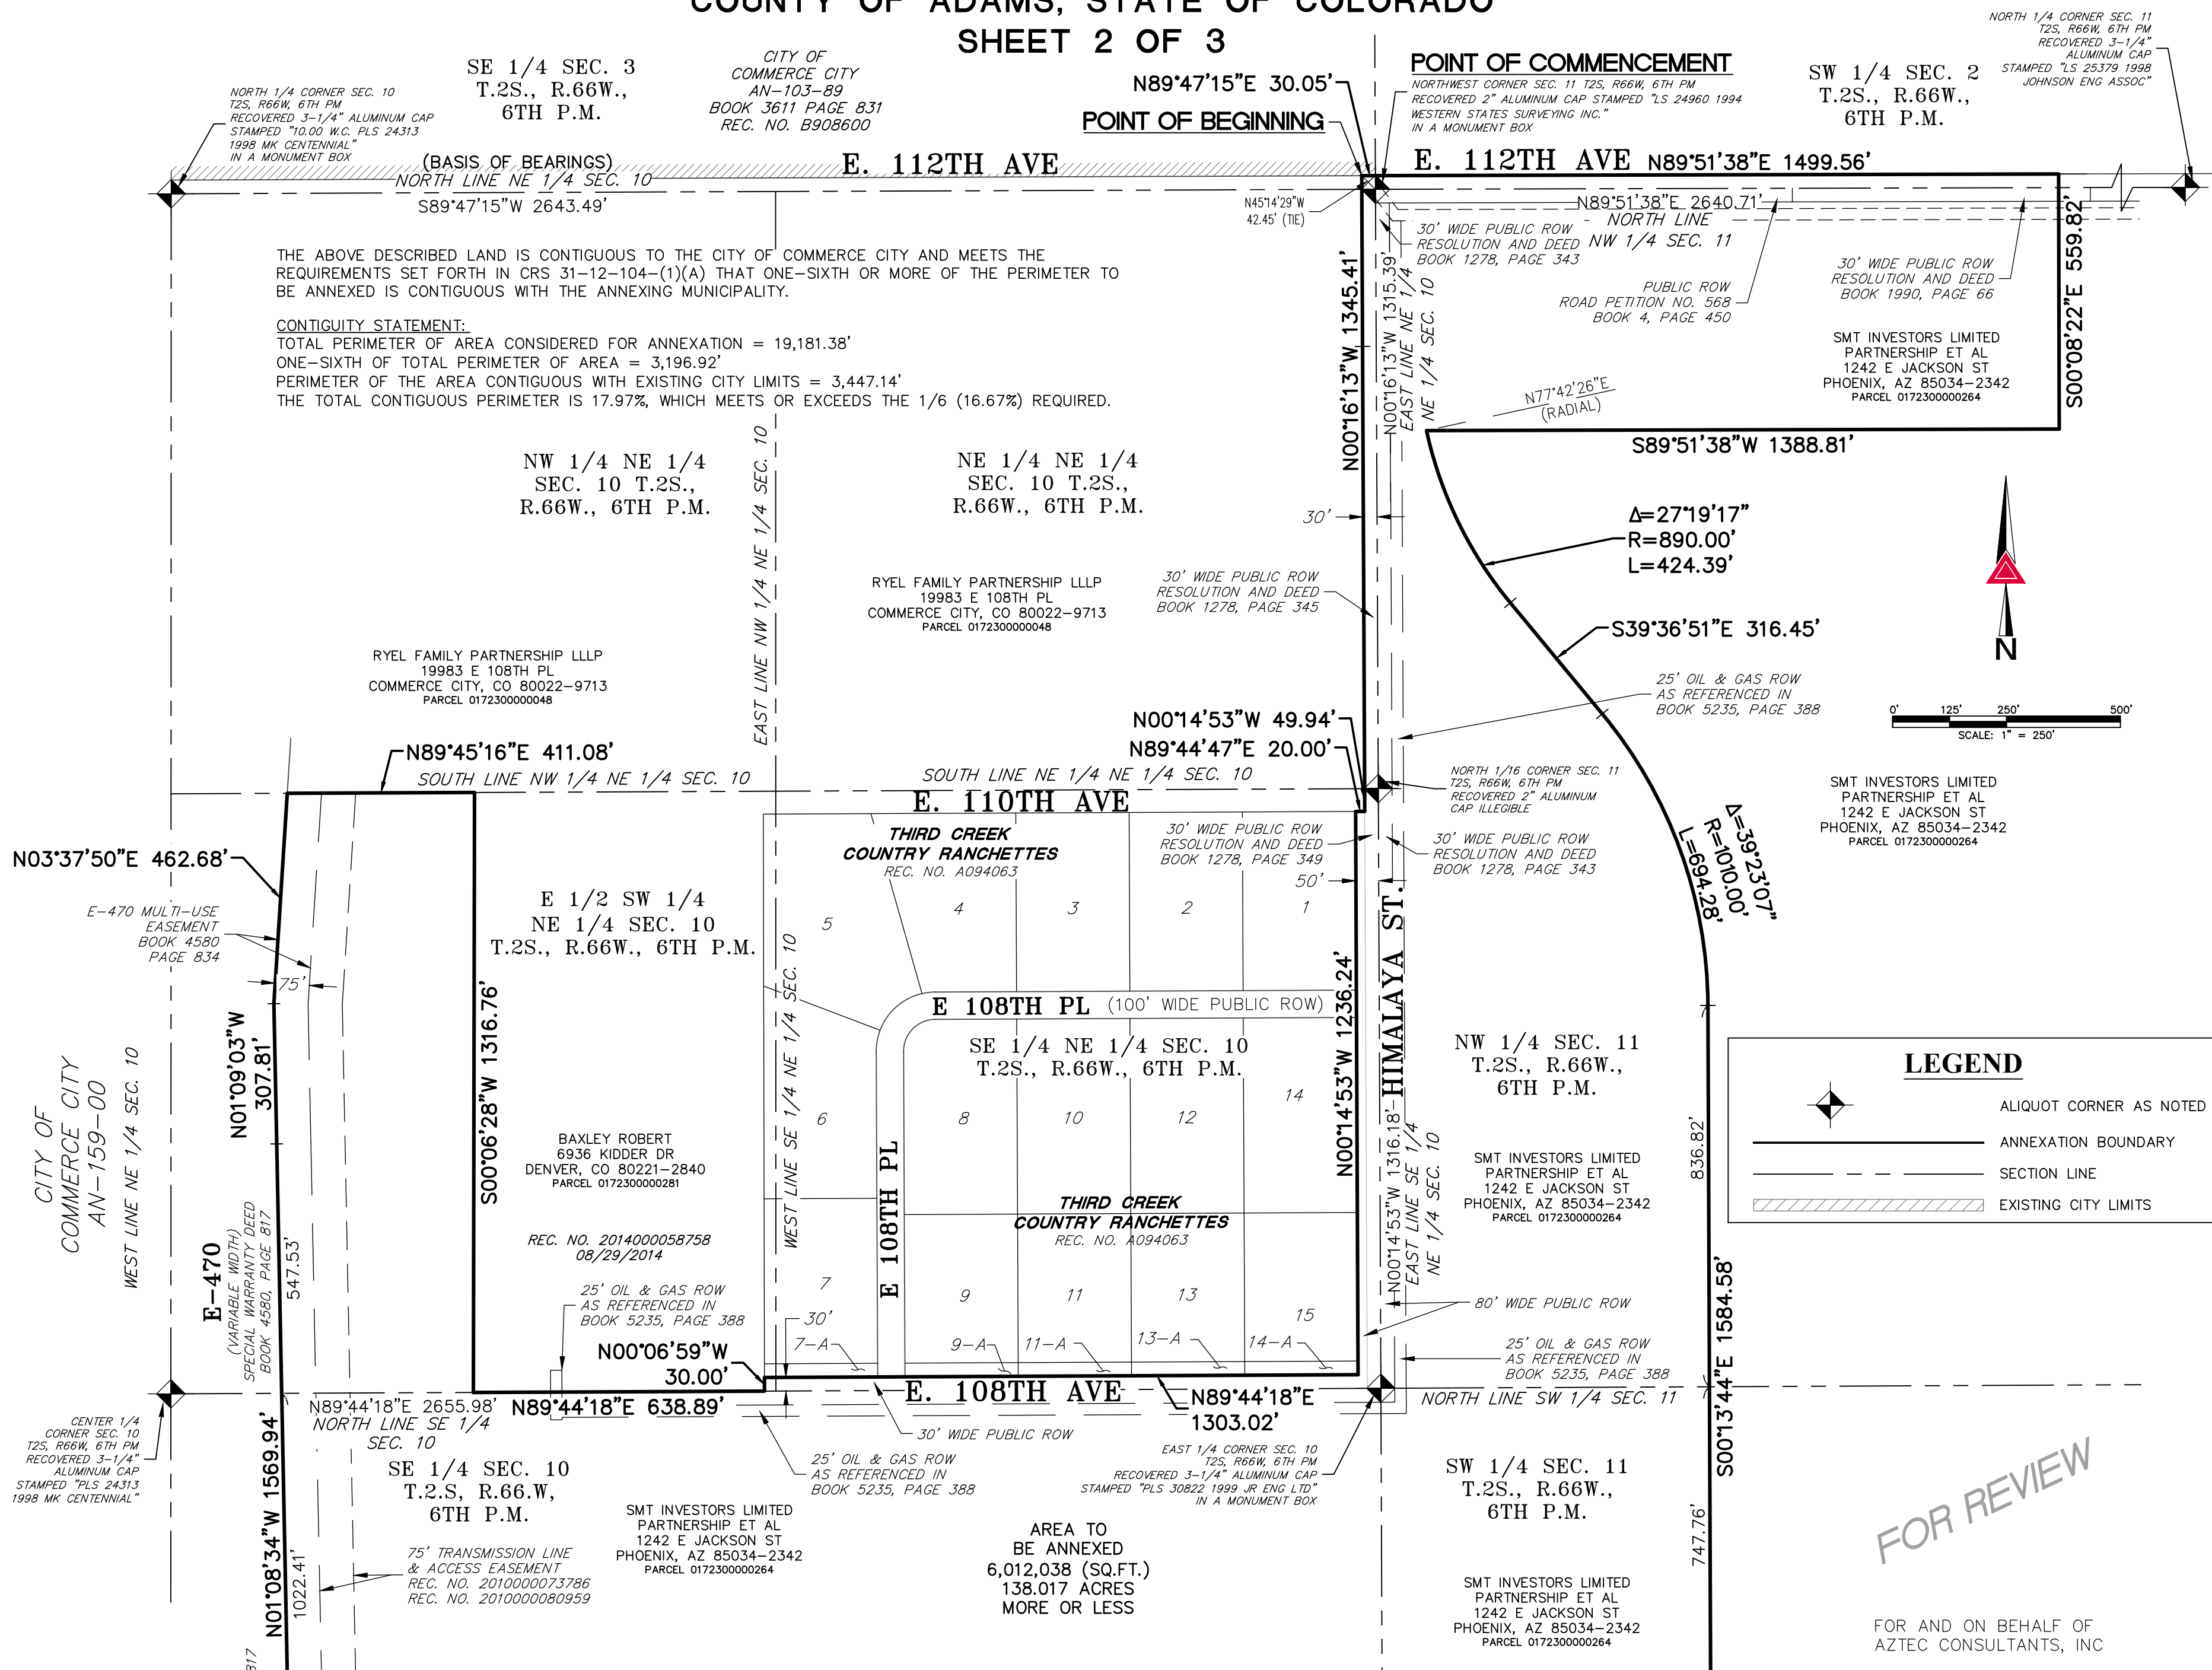 COUNTY OF ADAMS, STATE OF COLORADO
SHEET 2 OF 3
NORTH 1/4 CORNER SEC. 10
T2S, R66W, 6TH PM
RECOVERED 3-1/4" ALUMINUM CAP
STAMPED "10.00 W.C. PLS 24313
1998 MK CENTENNIAL"
IN A MONUMENT BOX
SE 1/4 SEC. 3
T.2S., R.66W.,
6TH P.M.
CITY OF
COMMERCE CITY
AN-103-89
BOOK 3611 PAGE 831
REC. NO. B908600
N89°47'15"E 30.05'
POINT OF BEGINNING
POINT OF COMMENCEMENT
NORTHWEST CORNER SEC. 11 T2S, R66W, 6TH PM
RECOVERED 2" ALUMINUM CAP STAMPED "LS 24960 1994
WESTERN STATES SURVEYING INC."
IN A MONUMENT BOX
SW 1/4 SEC. 2
T.2S., R.66W.,
6TH P.M.
NORTH 1/4 CORNER SEC. 11
T2S, R66W, 6TH PM
RECOVERED 3-1/4"
ALUMINUM CAP
STAMPED "LS 25379 1998
JOHNSON ENG ASSOC"
(BASIS OF BEARINGS)
NORTH LINE NE 1/4 SEC. 10
S89°47'15"W 2643.49'
E. 112TH AVE
E. 112TH AVE
N89°51'38"E 1499.56'
N45°14'29"W
42.45' (TIE)
N89°51'38"E 2640.71'
NORTH LINE
NW 1/4 SEC. 11
30' WIDE PUBLIC ROW
RESOLUTION AND DEED
BOOK 1278, PAGE 343
PUBLIC ROW
ROAD PETITION NO. 568
BOOK 4, PAGE 450
30' WIDE PUBLIC ROW
RESOLUTION AND DEED
BOOK 1990, PAGE 66
S00°08'22"E 559.82'
SMT INVESTORS LIMITED
PARTNERSHIP ET AL
1242 E JACKSON ST
PHOENIX, AZ 85034-2342
PARCEL 0172300000264
THE ABOVE DESCRIBED LAND IS CONTIGUOUS TO THE CITY OF COMMERCE CITY AND MEETS THE
REQUIREMENTS SET FORTH IN CRS 31-12-104-(1)(A) THAT ONE-SIXTH OR MORE OF THE PERIMETER TO
BE ANNEXED IS CONTIGUOUS WITH THE ANNEXING MUNICIPALITY.
CONTIGUITY STATEMENT:
TOTAL PERIMETER OF AREA CONSIDERED FOR ANNEXATION = 19,181.38'
ONE-SIXTH OF TOTAL PERIMETER OF AREA = 3,196.92'
PERIMETER OF THE AREA CONTIGUOUS WITH EXISTING CITY LIMITS = 3,447.14'
THE TOTAL CONTIGUOUS PERIMETER IS 17.97%, WHICH MEETS OR EXCEEDS THE 1/6 (16.67%) REQUIRED.
N00°16'13"W 1345.41'
N00°16'13"W 1315.39'
EAST LINE NE 1/4
NE 1/4 SEC. 10
N77°42'26"E
(RADIAL)
S89°51'38"W 1388.81'
NW 1/4 NE 1/4
SEC. 10 T.2S.,
R.66W., 6TH P.M.
EAST LINE NW 1/4 NE 1/4 SEC. 10
NE 1/4 NE 1/4
SEC. 10 T.2S.,
R.66W., 6TH P.M.
30'
Δ=27°19'17"
R=890.00'
L=424.39'
RYEL FAMILY PARTNERSHIP LLLP
19983 E 108TH PL
COMMERCE CITY, CO 80022-9713
PARCEL 0172300000048
30' WIDE PUBLIC ROW
RESOLUTION AND DEED
BOOK 1278, PAGE 345
S39°36'51"E 316.45'
N
RYEL FAMILY PARTNERSHIP LLLP
19983 E 108TH PL
COMMERCE CITY, CO 80022-9713
PARCEL 0172300000048
25' OIL & GAS ROW
AS REFERENCED IN
BOOK 5235, PAGE 388
0' 125' 250' 500'
SCALE: 1" = 250'
N00°14'53"W 49.94'
N89°44'47"E 20.00'
N89°45'16"E 411.08'
SOUTH LINE NW 1/4 NE 1/4 SEC. 10
SOUTH LINE NE 1/4 NE 1/4 SEC. 10
E. 110TH AVE
NORTH 1/16 CORNER SEC. 11
T2S, R66W, 6TH PM
RECOVERED 2" ALUMINUM
CAP ILLEGIBLE
SMT INVESTORS LIMITED
PARTNERSHIP ET AL
1242 E JACKSON ST
PHOENIX, AZ 85034-2342
PARCEL 0172300000264
Δ=39°23'07"
R=1010.00'
L=694.28'
N03°37'50"E 462.68'
THIRD CREEK
COUNTRY RANCHETTES
REC. NO. A094063
30' WIDE PUBLIC ROW
RESOLUTION AND DEED
BOOK 1278, PAGE 349
30' WIDE PUBLIC ROW
RESOLUTION AND DEED
BOOK 1278, PAGE 343
50'
E-470 MULTI-USE
EASEMENT
BOOK 4580
PAGE 834
75'
E 1/2 SW 1/4
NE 1/4 SEC. 10
T.2S., R.66W., 6TH P.M.
5
4
3
2
1
HIMALAYA ST.
N00°14'53"W 1236.24'
E 108TH PL (100' WIDE PUBLIC ROW)
SE 1/4 NE 1/4 SEC. 10
T.2S., R.66W., 6TH P.M.
WEST LINE SE 1/4 NE 1/4 SEC. 10
S00°06'28"W 1316.76'
N01°09'03"W
307.81'
CITY OF
COMMERCE CITY
AN-159-00
WEST LINE NE 1/4 SEC. 10
NW 1/4 SEC. 11
T.2S., R.66W.,
6TH P.M.
LEGEND
ALIQUOT CORNER AS NOTED
ANNEXATION BOUNDARY
SECTION LINE
EXISTING CITY LIMITS
6
8
10
12
14
BAXLEY ROBERT
6936 KIDDER DR
DENVER, CO 80221-2840
PARCEL 0172300000281
E 108TH PL
THIRD CREEK
COUNTRY RANCHETTES
REC. NO. A094063
N00°14'53"W 1316.18'
EAST LINE SE 1/4
NE 1/4 SEC. 10
SMT INVESTORS LIMITED
PARTNERSHIP ET AL
1242 E JACKSON ST
PHOENIX, AZ 85034-2342
PARCEL 0172300000264
836.82'
REC. NO. 2014000058758
08/29/2014
E-470
(VARIABLE WIDTH)
SPECIAL WARRANTY DEED
BOOK 4580, PAGE 817
547.53'
25' OIL & GAS ROW
AS REFERENCED IN
BOOK 5235, PAGE 388
7
9
11
13
15
30'
7-A
9-A
11-A
13-A
14-A
80' WIDE PUBLIC ROW
25' OIL & GAS ROW
AS REFERENCED IN
BOOK 5235, PAGE 388
S00°13'44"E 1584.58'
N00°06'59"W
30.00'
E. 108TH AVE
N89°44'18"E 2655.98'
NORTH LINE SE 1/4
SEC. 10
N89°44'18"E 638.89'
N89°44'18"E
1303.02'
NORTH LINE SW 1/4 SEC. 11
CENTER 1/4
CORNER SEC. 10
T2S, R66W, 6TH PM
RECOVERED 3-1/4"
ALUMINUM CAP
STAMPED "PLS 24313
1998 MK CENTENNIAL"
30' WIDE PUBLIC ROW
25' OIL & GAS ROW
AS REFERENCED IN
BOOK 5235, PAGE 388
EAST 1/4 CORNER SEC. 10
T2S, R66W, 6TH PM
RECOVERED 3-1/4" ALUMINUM CAP
STAMPED "PLS 30822 1999 JR ENG LTD"
IN A MONUMENT BOX
SE 1/4 SEC. 10
T.2.S, R.66.W,
6TH P.M.
SW 1/4 SEC. 11
T.2S., R.66W.,
6TH P.M.
N01°08'34"W 1569.94'
1022.41'
75' TRANSMISSION LINE
& ACCESS EASEMENT
REC. NO. 2010000073786
REC. NO. 2010000080959
SMT INVESTORS LIMITED
PARTNERSHIP ET AL
1242 E JACKSON ST
PHOENIX, AZ 85034-2342
PARCEL 0172300000264
AREA TO
BE ANNEXED
6,012,038 (SQ.FT.)
138.017 ACRES
MORE OR LESS
747.76'
SMT INVESTORS LIMITED
PARTNERSHIP ET AL
1242 E JACKSON ST
PHOENIX, AZ 85034-2342
PARCEL 0172300000264
FOR REVIEW
FOR AND ON BEHALF OF
AZTEC CONSULTANTS, INC